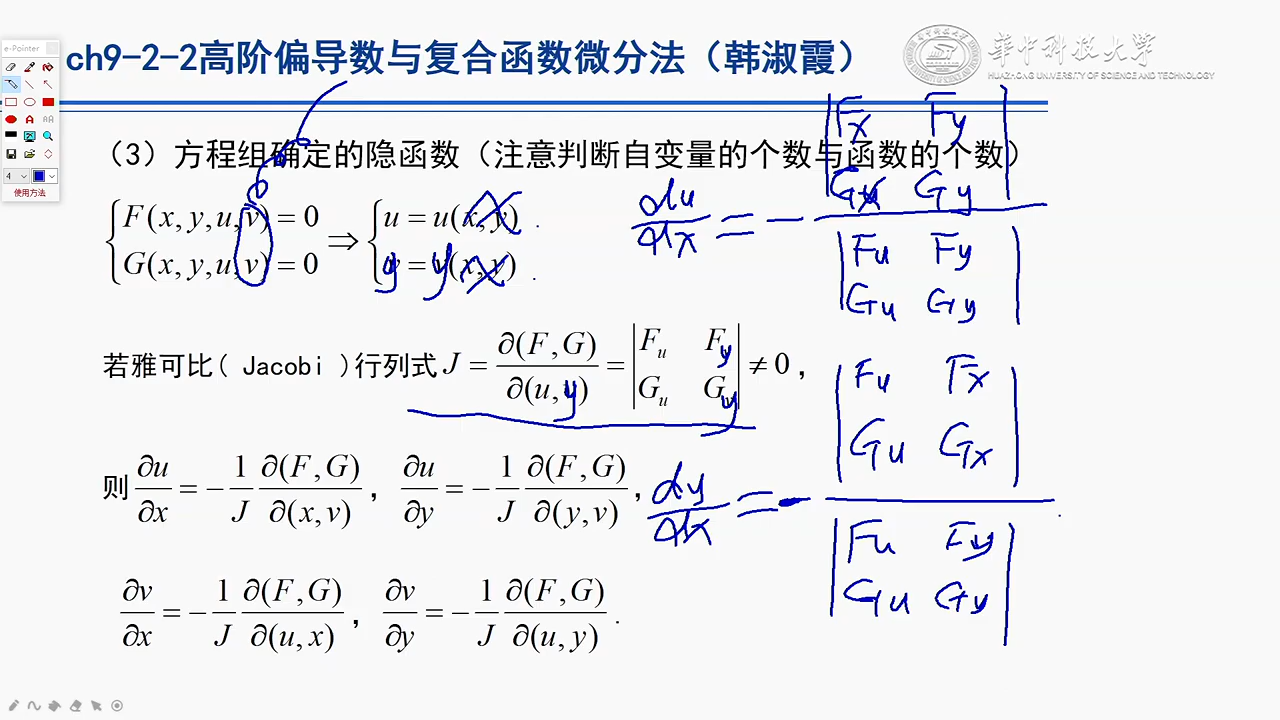 e-Pointer
ch9-2-2高阶偏导数与复合函数微分法（韩淑霞）
华中科技大学
HUAZHONG UNIVERSITY OF SCIENCE AND TECHNOLOGY
4
使用方法
（3）方程组确定的隐函数（注意判断自变量的个数与函数的个数）
F(x, y, u, v) = 0 ⇒ u = u(x, y)
G(x, y, u, v) = 0 y = y(x, y)
du/dx = − |Fx Fy Gx Gy| / |Fu Fy Gu Gy|
若雅可比( Jacobi )行列式 J = ∂(F, G)/∂(u, y) = |Fu Fy Gu Gy| ≠ 0，
则 ∂u/∂x = − 1/J ∂(F, G)/∂(x, v)， ∂u/∂y = − 1/J ∂(F, G)/∂(y, v)，
dy/dx = − |Fu Fx Gu Gx| / |Fu Fy Gu Gy|
∂v/∂x = − 1/J ∂(F, G)/∂(u, x)， ∂v/∂y = − 1/J ∂(F, G)/∂(u, y).